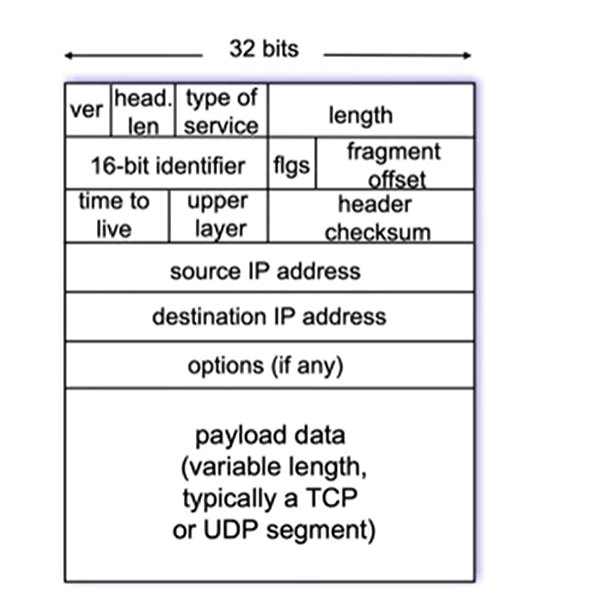 32 bits
ver
head.
len
type of
service
length
16-bit identifier
flgs
fragment
offset
time to
live
upper
layer
header
checksum
source IP address
destination IP address
options (if any)
payload data
(variable length,
typically a TCP
or UDP segment)